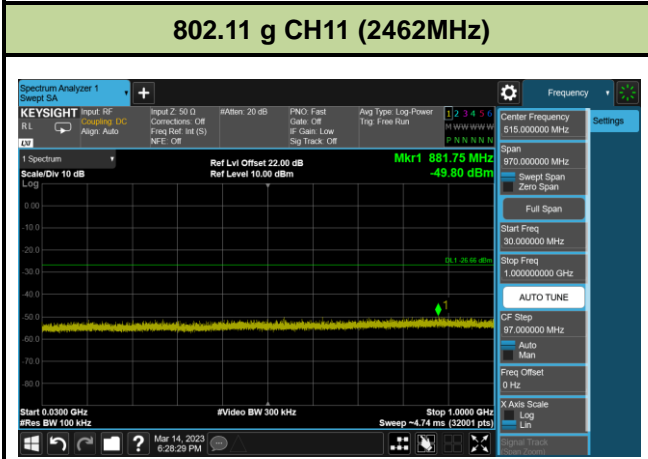 802.11 g CH11 (2462MHz)
Spectrum Analyzer 1
Swept SA
Frequency
KEYSIGHT
RL
LXI
Input: RF
Coupling: DC
Align: Auto
Input Z: 50 Ω
Corrections: Off
Freq Ref: Int (S)
NFE: Off
#Atten: 20 dB
PNO: Fast
Gate: Off
IF Gain: Low
Sig Track: Off
Avg Type: Log-Power
Trig: Free Run
1 2 3 4 5 6
M W W W W W
P N N N N N
1 Spectrum
Scale/Div 10 dB
Log
Ref Lvl Offset 22.00 dB
Ref Level 10.00 dBm
Mkr1 881.75 MHz
-49.80 dBm
0.00
-10.0
-20.0
DL1 -26.66 dBm
-30.0
-40.0
1
-50.0
-60.0
-70.0
-80.0
Start 0.0300 GHz
#Res BW 100 kHz
#Video BW 300 kHz
Stop 1.0000 GHz
Sweep ~4.74 ms (32001 pts)
Mar 14, 2023
6:28:29 PM
Center Frequency
515.000000 MHz
Settings
Span
970.000000 MHz
Swept Span
Zero Span
Full Span
Start Freq
30.000000 MHz
Stop Freq
1.000000000 GHz
AUTO TUNE
CF Step
97.000000 MHz
Auto
Man
Freq Offset
0 Hz
X Axis Scale
Log
Lin
Signal Track
(Span Zoom)